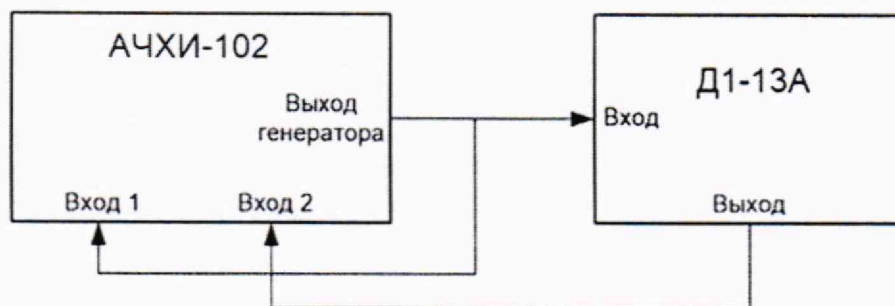 АЧХИ-102
Выход
генератора
Вход 1
Вход 2
Д1-13А
Вход
Выход